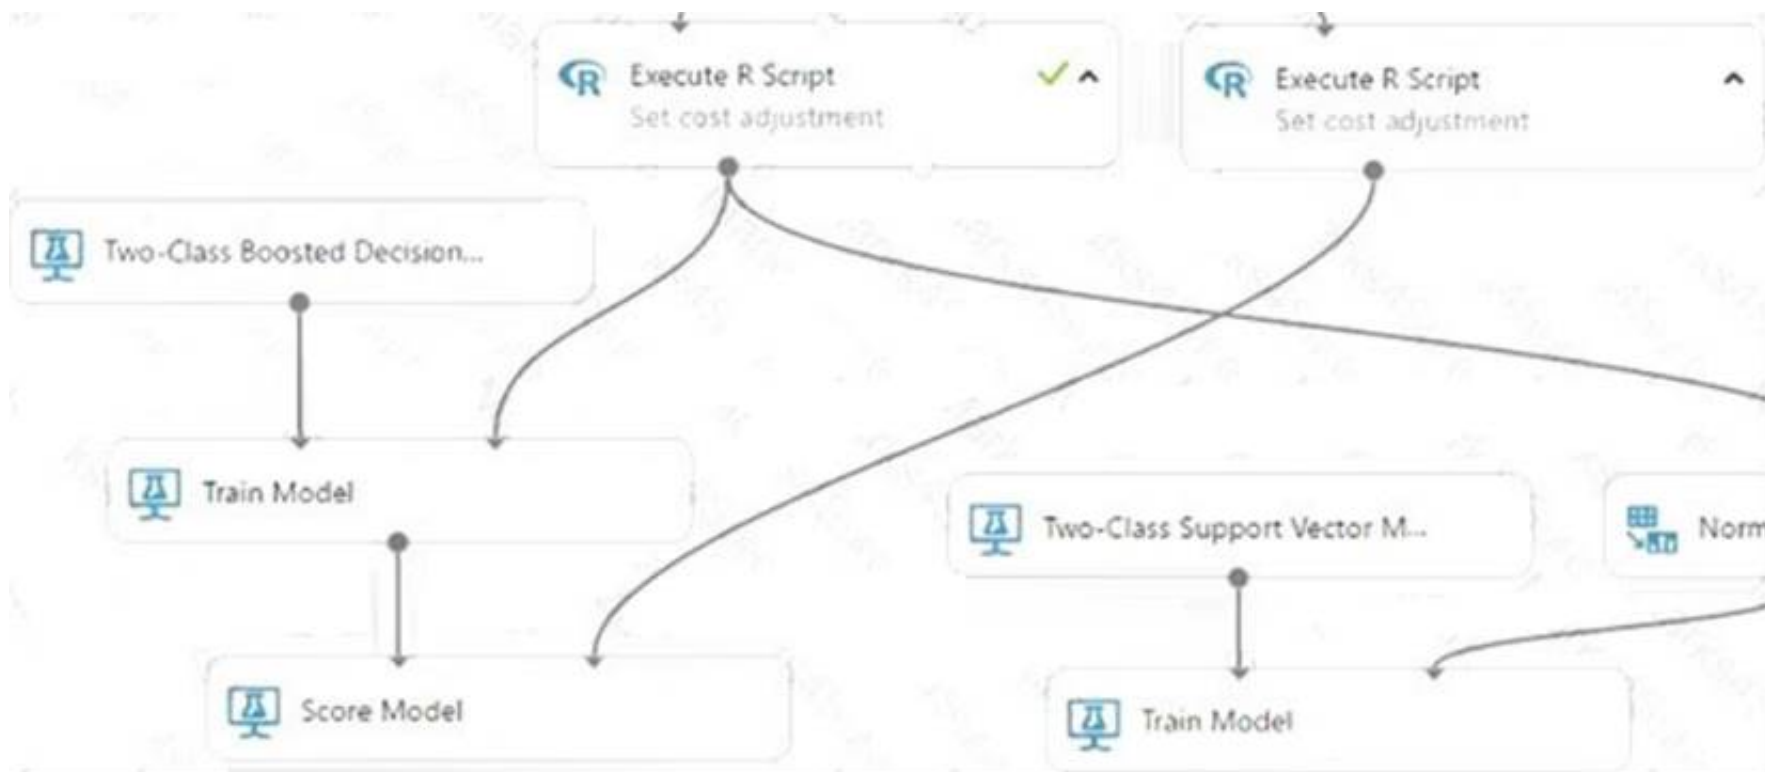 Execute R Script
Set cost adjustment
Execute R Script
Set cost adjustment
Two-Class Boosted Decision...
Train Model
Two-Class Support Vector M...
Norm
Score Model
Train Model